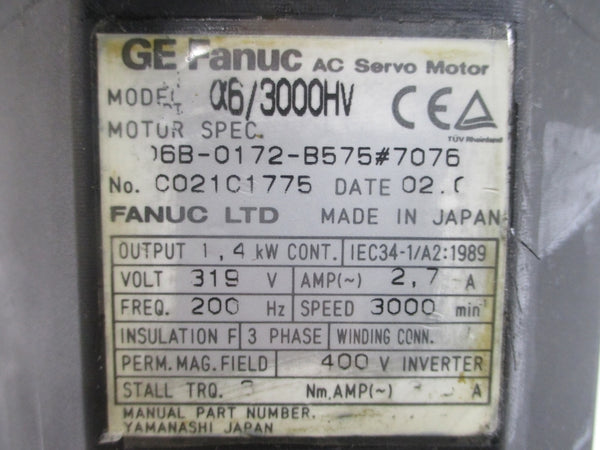 GE Fanuc AC Servo Motor
MODEL α6/3000HV
CE TÜV Rheinland
MOTOR SPEC.
06B-0172-B575#7076
No. C021C1775 DATE 02.
FANUC LTD MADE IN JAPAN
OUTPUT 1,4 kW CONT. IEC34-1/A2:1989
VOLT 319 V AMP(~) 2,7 A
FREQ. 200 Hz SPEED 3000 min
INSULATION F 3 PHASE WINDING CONN.
PERM. MAG. FIELD 400 V INVERTER
STALL TRQ. Nm, AMP(~) A
MANUAL PART NUMBER.
YAMANASHI JAPAN